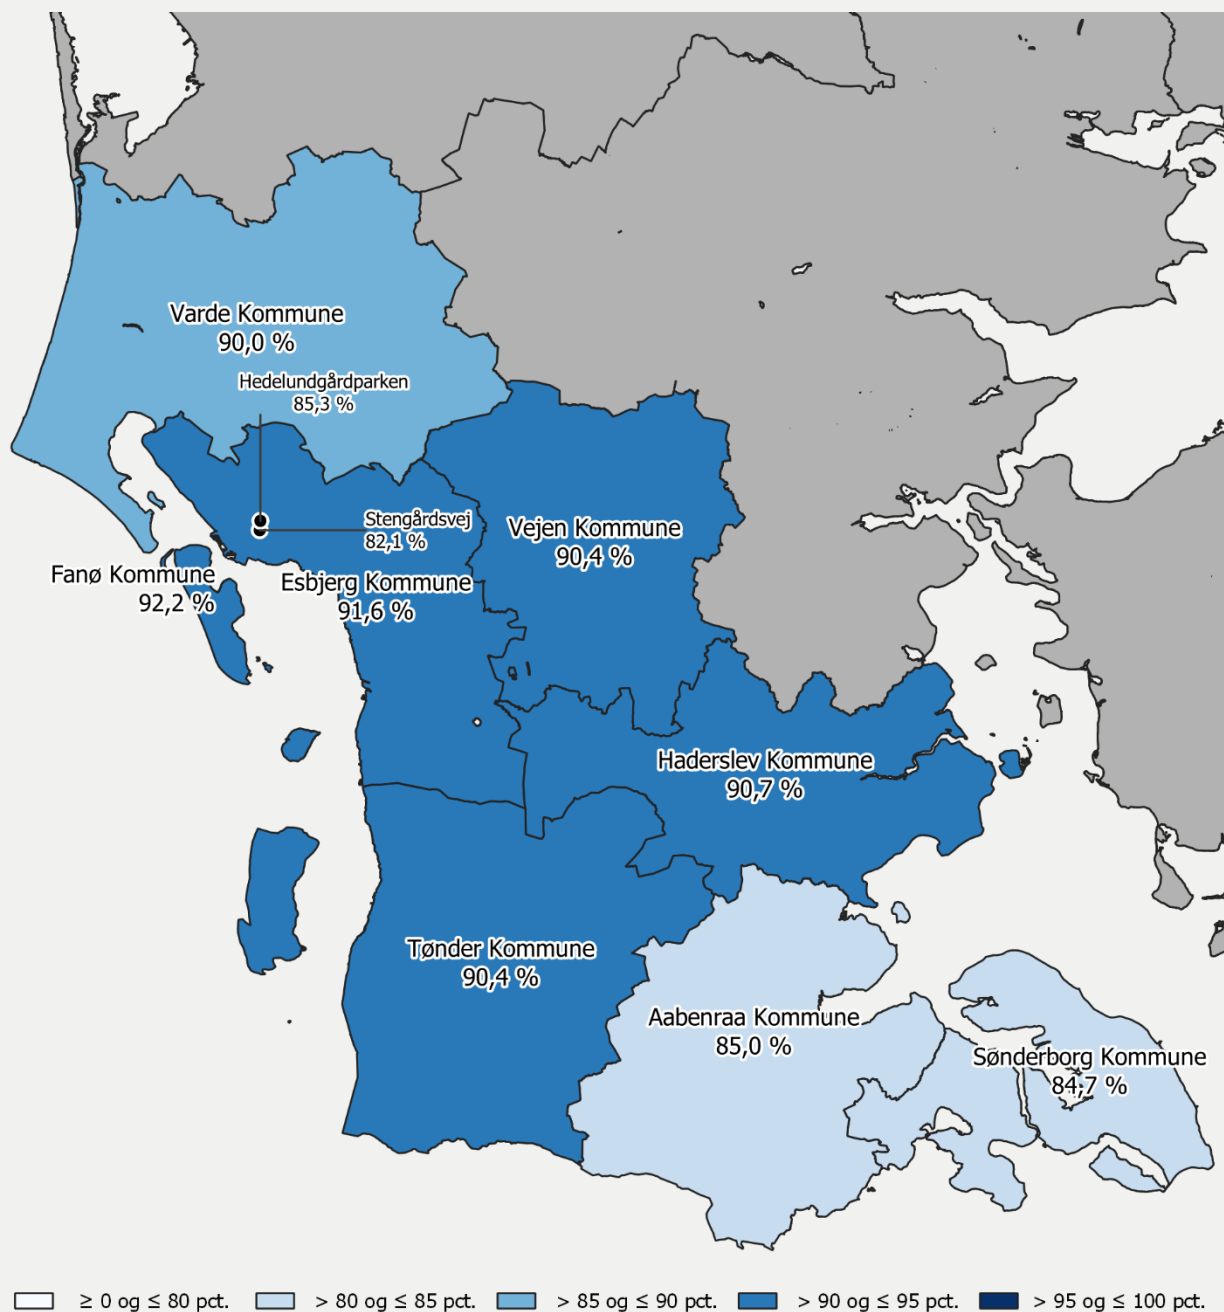 Varde Kommune
90,0 %
Hedelundgårdparken
85,3 %
Stengårdsvej
82,1 %
Vejen Kommune
90,4 %
Fanø Kommune
92,2 %
Esbjerg Kommune
91,6 %
Haderslev Kommune
90,7 %
Tønder Kommune
90,4 %
Aabenraa Kommune
85,0 %
Sønderborg Kommune
84,7 %
≥ 0 og ≤ 80 pct. > 80 og ≤ 85 pct. > 85 og ≤ 90 pct. > 90 og ≤ 95 pct. > 95 og ≤ 100 pct.